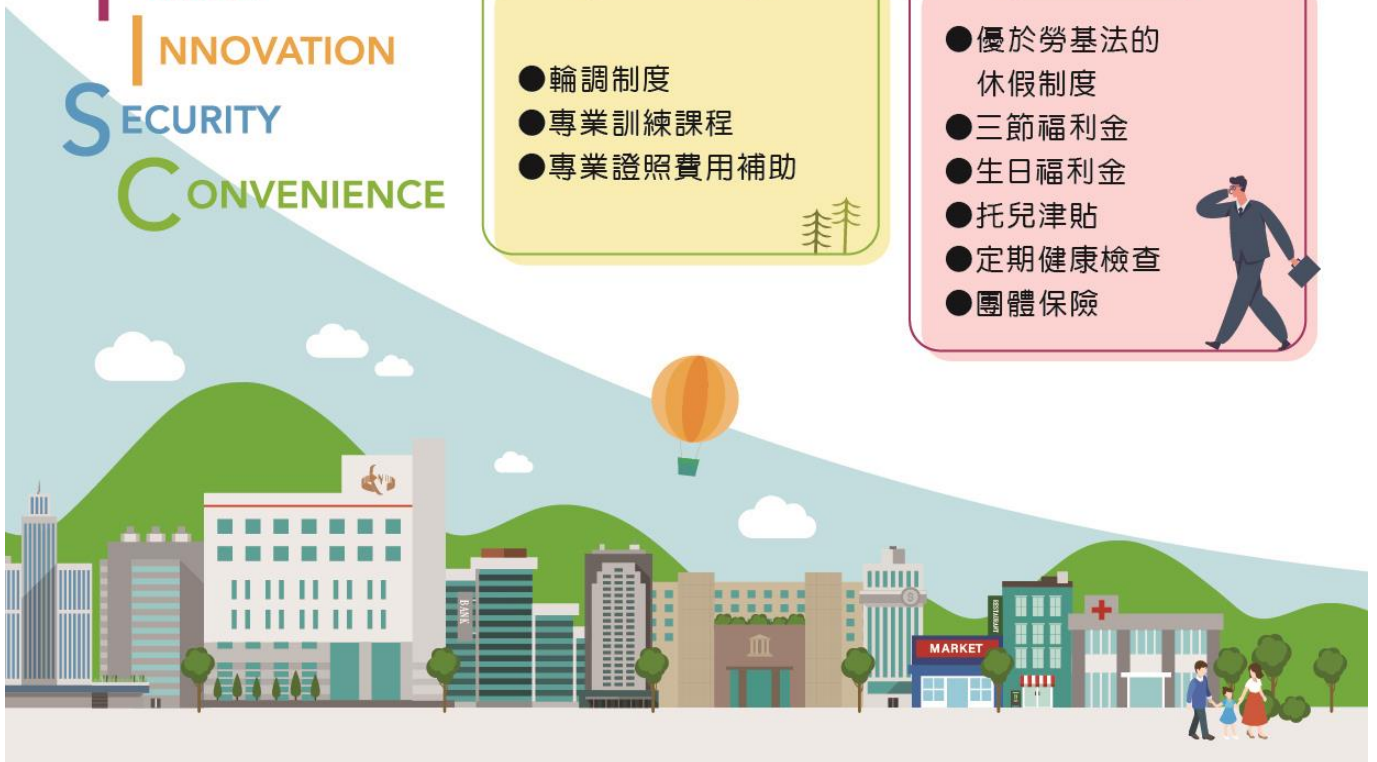 INNOVATION
SECURITY
CONVENIENCE
●輪調制度
●專業訓練課程
●專業證照費用補助
●優於勞基法的
休假制度
●三節福利金
●生日福利金
●托兒津貼
●定期健康檢查
●團體保險
BANK
RESTAURANT
MARKET